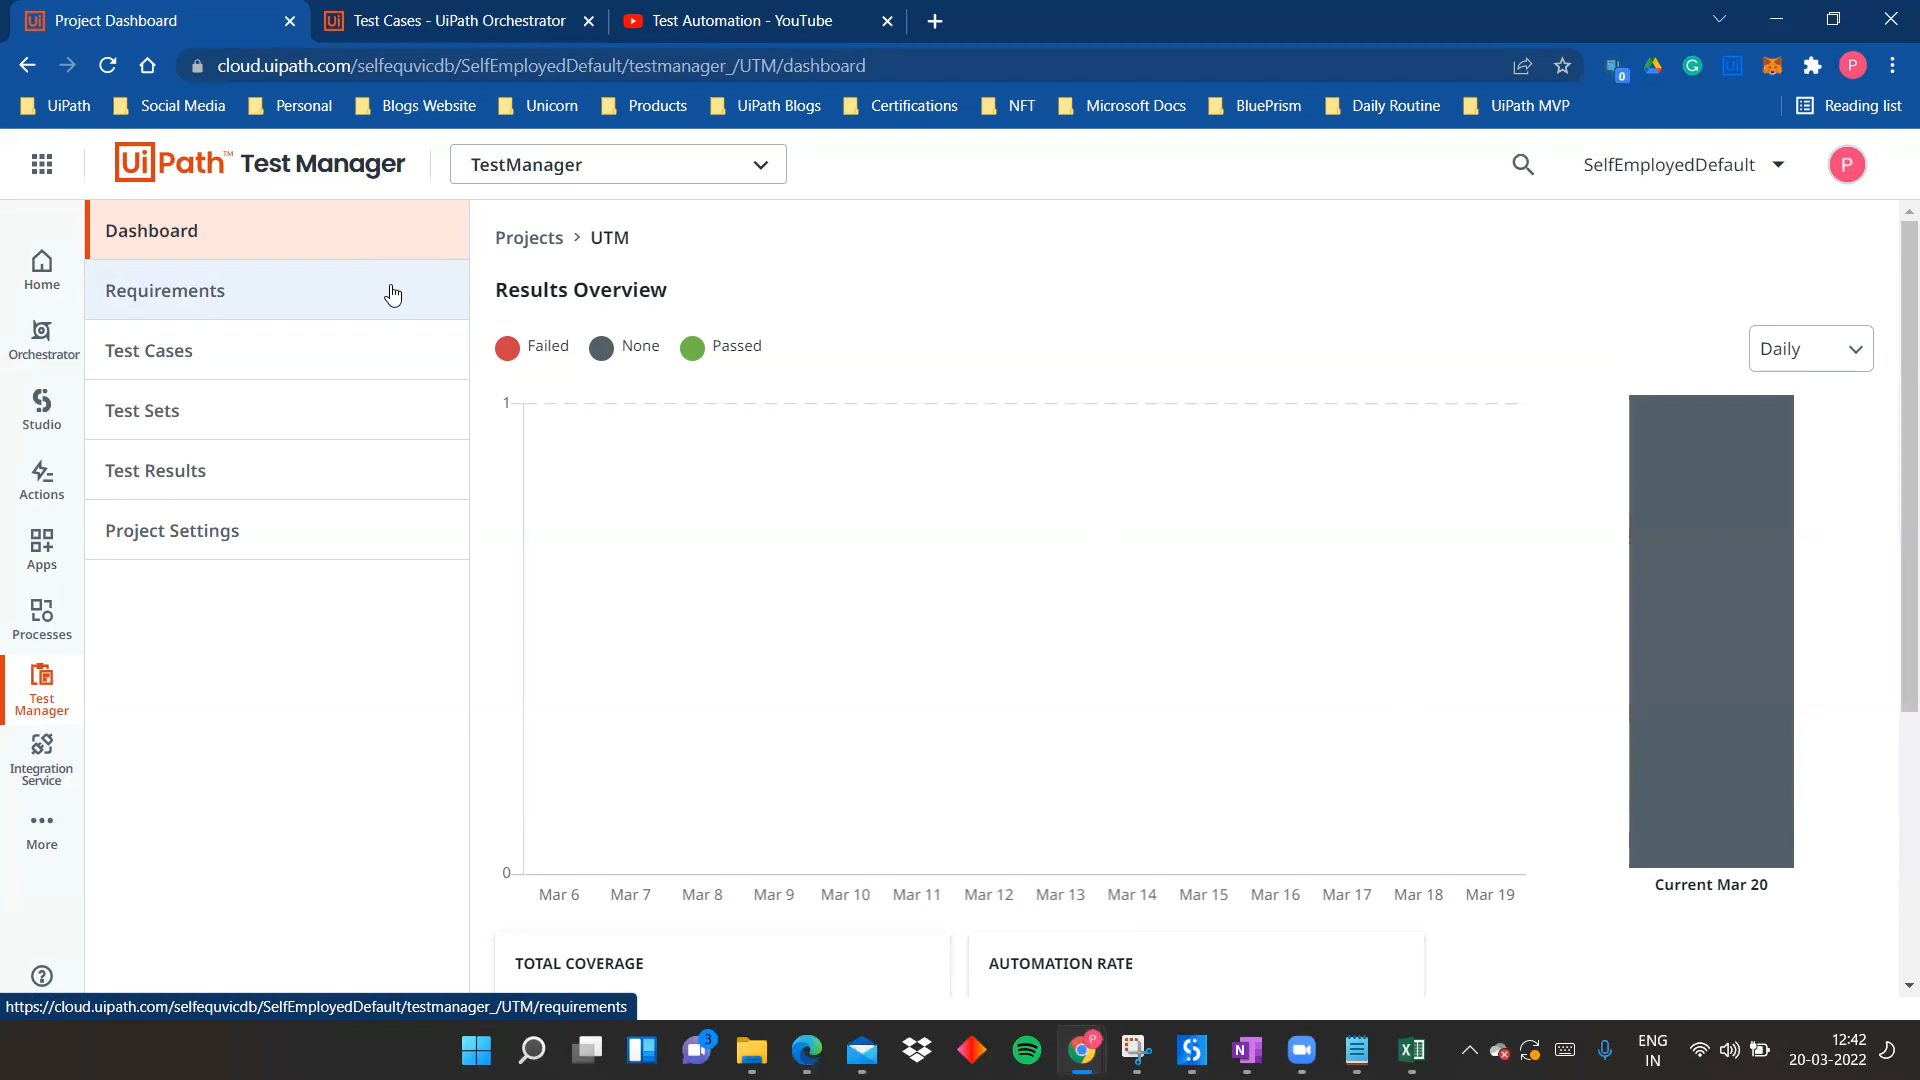 Project Dashboard
Test Cases - UiPath Orchestrator
Test Automation - YouTube
cloud.uipath.com/selfequvicdb/SelfEmployedDefault/testmanager_/UTM/dashboard
0
P
UiPath
Social Media
Personal
Blogs Website
Unicorn
Products
UiPath Blogs
Certifications
NFT
Microsoft Docs
BluePrism
Daily Routine
UiPath MVP
Reading list
UiPath™ Test Manager
TestManager
SelfEmployedDefault
P
Home
Orchestrator
Studio
Actions
Apps
Processes
Test
Manager
Integration
Service
More
Dashboard
Requirements
Test Cases
Test Sets
Test Results
Project Settings
Projects > UTM
Results Overview
Failed
None
Passed
Daily
1
0
Mar 6
Mar 7
Mar 8
Mar 9
Mar 10
Mar 11
Mar 12
Mar 13
Mar 14
Mar 15
Mar 16
Mar 17
Mar 18
Mar 19
Current Mar 20
TOTAL COVERAGE
AUTOMATION RATE
https://cloud.uipath.com/selfequvicdb/SelfEmployedDefault/testmanager_/UTM/requirements
3
P
ENG
IN
12:42
20-03-2022